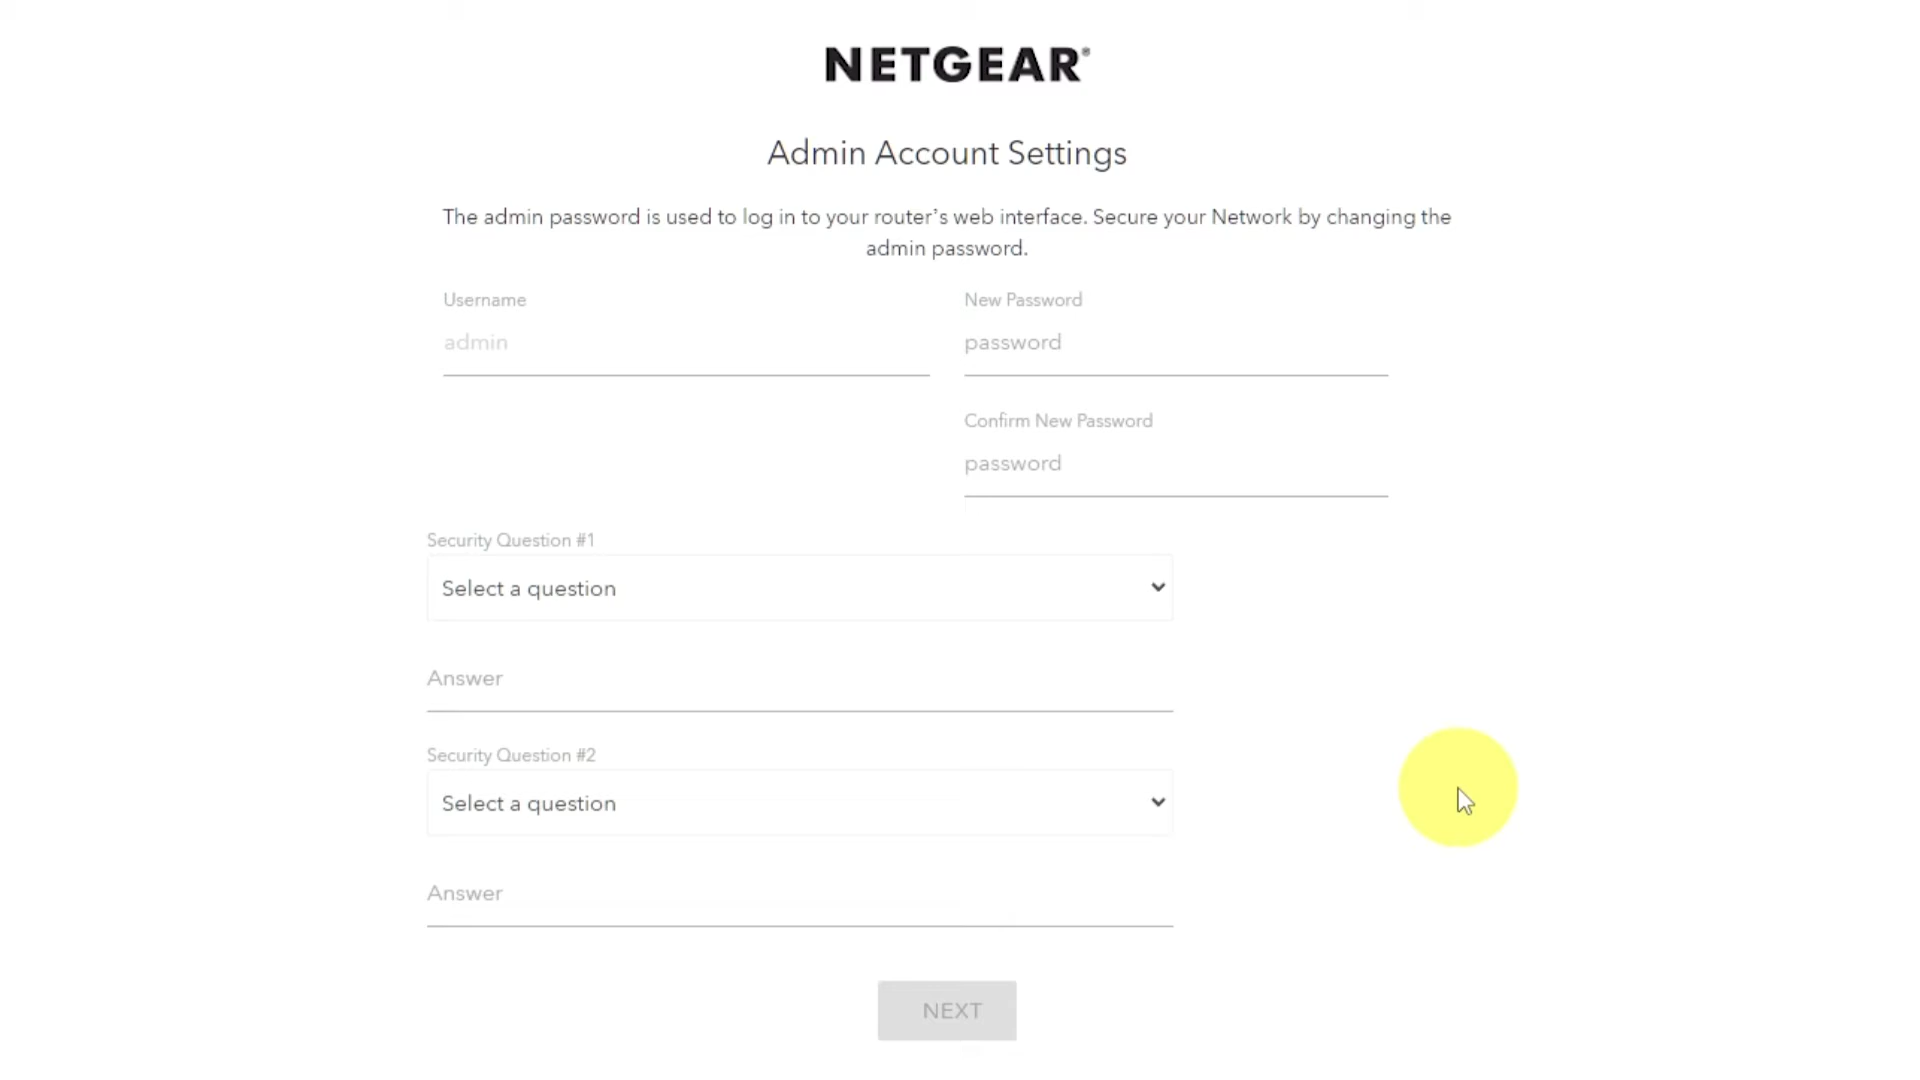 NETGEAR®
Admin Account Settings
The admin password is used to log in to your router’s web interface. Secure your Network by changing the
admin password.
Username
New Password
admin
password
Confirm New Password
password
Security Question #1
Select a question
Answer
Security Question #2
Select a question
Answer
NEXT